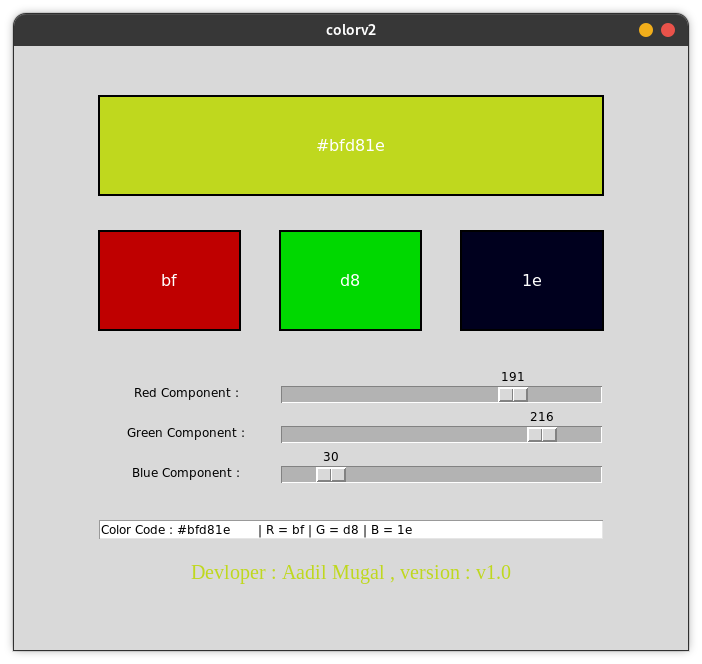 colorv2
#bfd81e
bf d8 1e
191
Red Component :
216
Green Component :
30
Blue Component :
Color Code : #bfd81e | R = bf | G = d8 | B = 1e
Devloper : Aadil Mugal , version : v1.0